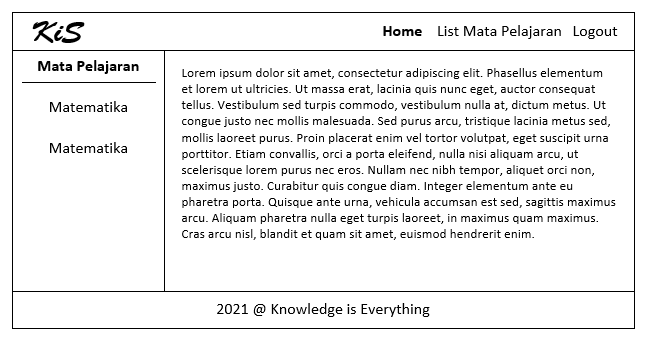 KiS
Home List Mata Pelajaran Logout
Mata Pelajaran
Matematika
Matematika
Lorem ipsum dolor sit amet, consectetur adipiscing elit. Phasellus elementum
et lorem ut ultricies. Ut massa erat, lacinia quis nunc eget, auctor consequat
tellus. Vestibulum sed turpis commodo, vestibulum nulla at, dictum metus. Ut
congue justo nec mollis malesuada. Sed purus arcu, tristique lacinia metus sed,
mollis laoreet purus. Proin placerat enim vel tortor volutpat, eget suscipit urna
porttitor. Etiam convallis, orci a porta eleifend, nulla nisi aliquam arcu, ut
scelerisque lorem purus nec eros. Nullam nec nibh tempor, aliquet orci non,
maximus justo. Curabitur quis congue diam. Integer elementum ante eu
pharetra porta. Quisque ante urna, vehicula accumsan est sed, sagittis maximus
arcu. Aliquam pharetra nulla eget turpis laoreet, in maximus quam maximus.
Cras arcu nisl, blandit et quam sit amet, euismod hendrerit enim.
2021 @ Knowledge is Everything